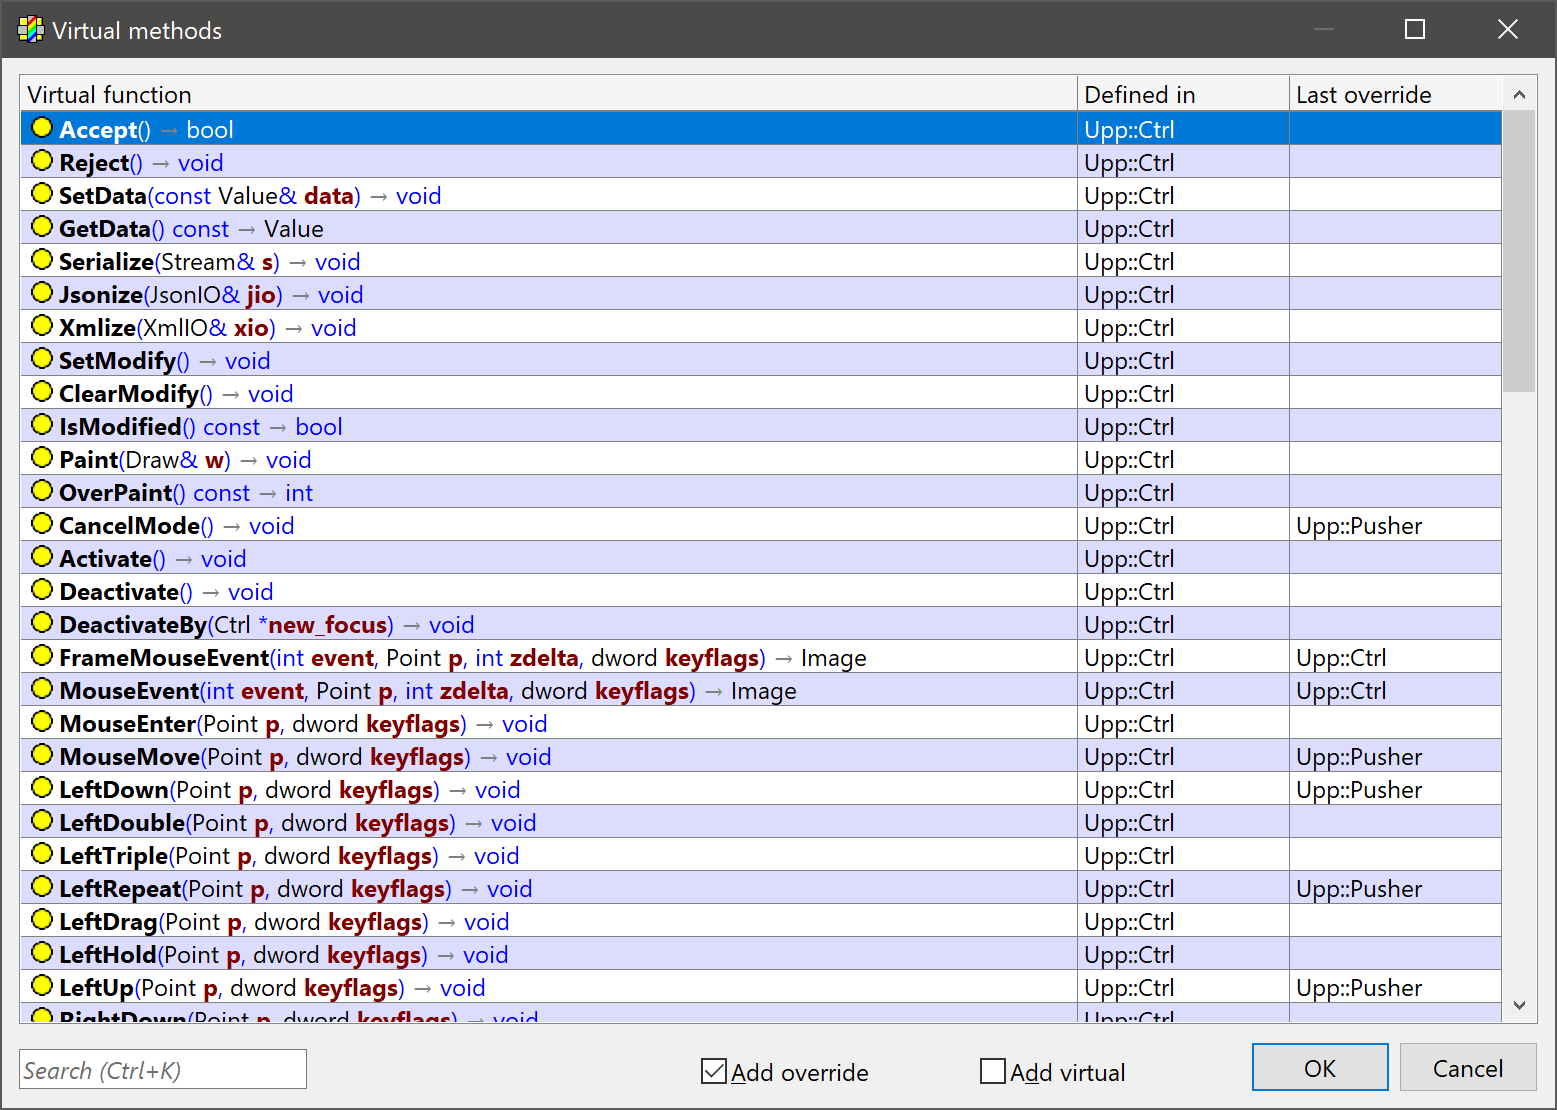 Virtual methods
Virtual function Defined in Last override
Accept() → bool Upp::Ctrl
Reject() → void Upp::Ctrl
SetData(const Value& data) → void Upp::Ctrl
GetData() const → Value Upp::Ctrl
Serialize(Stream& s) → void Upp::Ctrl
Jsonize(JsonIO& jio) → void Upp::Ctrl
Xmlize(XmlIO& xio) → void Upp::Ctrl
SetModify() → void Upp::Ctrl
ClearModify() → void Upp::Ctrl
IsModified() const → bool Upp::Ctrl
Paint(Draw& w) → void Upp::Ctrl
OverPaint() const → int Upp::Ctrl
CancelMode() → void Upp::Ctrl Upp::Pusher
Activate() → void Upp::Ctrl
Deactivate() → void Upp::Ctrl
DeactivateBy(Ctrl *new_focus) → void Upp::Ctrl
FrameMouseEvent(int event, Point p, int zdelta, dword keyflags) → Image Upp::Ctrl Upp::Ctrl
MouseEvent(int event, Point p, int zdelta, dword keyflags) → Image Upp::Ctrl Upp::Ctrl
MouseEnter(Point p, dword keyflags) → void Upp::Ctrl
MouseMove(Point p, dword keyflags) → void Upp::Ctrl Upp::Pusher
LeftDown(Point p, dword keyflags) → void Upp::Ctrl Upp::Pusher
LeftDouble(Point p, dword keyflags) → void Upp::Ctrl
LeftTriple(Point p, dword keyflags) → void Upp::Ctrl
LeftRepeat(Point p, dword keyflags) → void Upp::Ctrl Upp::Pusher
LeftDrag(Point p, dword keyflags) → void Upp::Ctrl
LeftHold(Point p, dword keyflags) → void Upp::Ctrl
LeftUp(Point p, dword keyflags) → void Upp::Ctrl Upp::Pusher
RightDown(Point p, dword keyflags) → void Upp::Ctrl
Search (Ctrl+K) Add override Add virtual OK Cancel